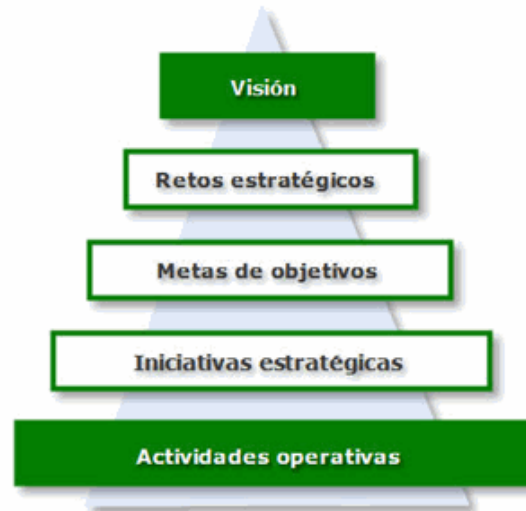 Visión
Retos estratégicos
Metas de objetivos
Iniciativas estratégicas
Actividades operativas